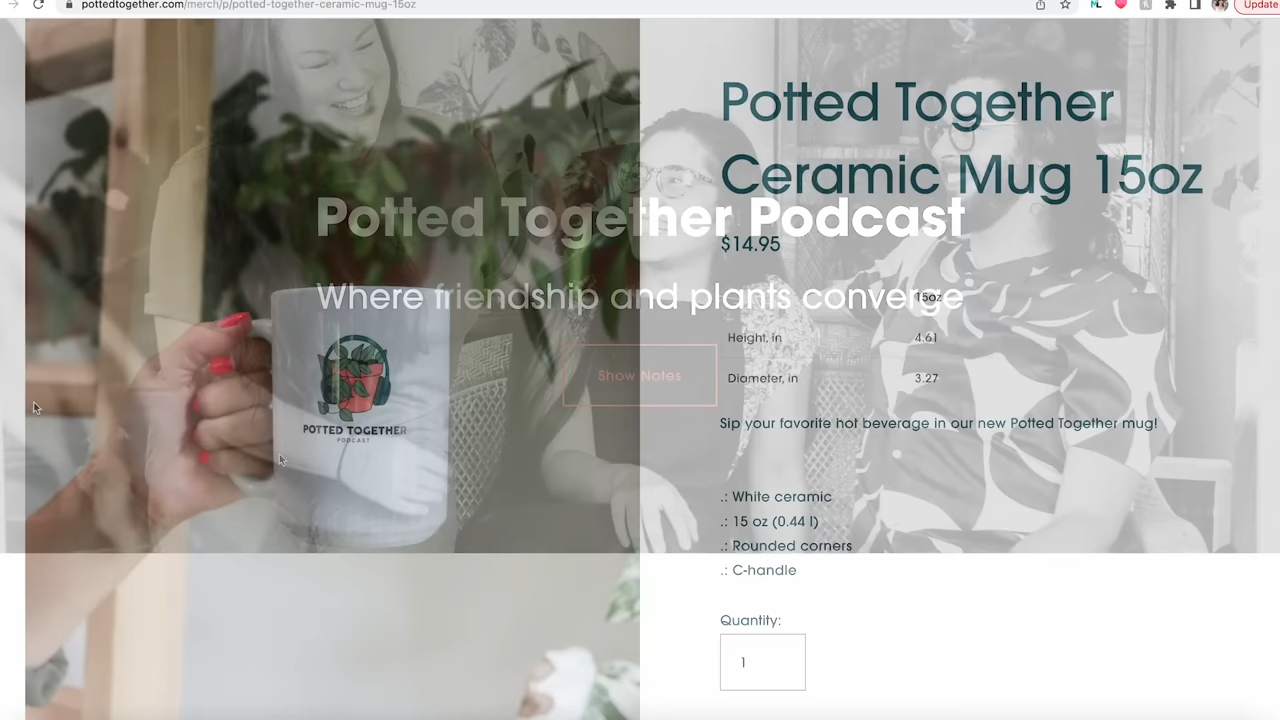 pottedtogether.com/merch/p/potted-together-ceramic-mug-15oz
Update
Potted Together
Ceramic Mug 15oz
Potted Together Podcast
$14.95
Where friendship and plants converge
15oz
Height, in 4.61
Diameter, in 3.27
Show Notes
Sip your favorite hot beverage in our new Potted Together mug!
POTTED TOGETHER
PODCAST
.: White ceramic
.: 15 oz (0.44 l)
.: Rounded corners
.: C-handle
Quantity:
1